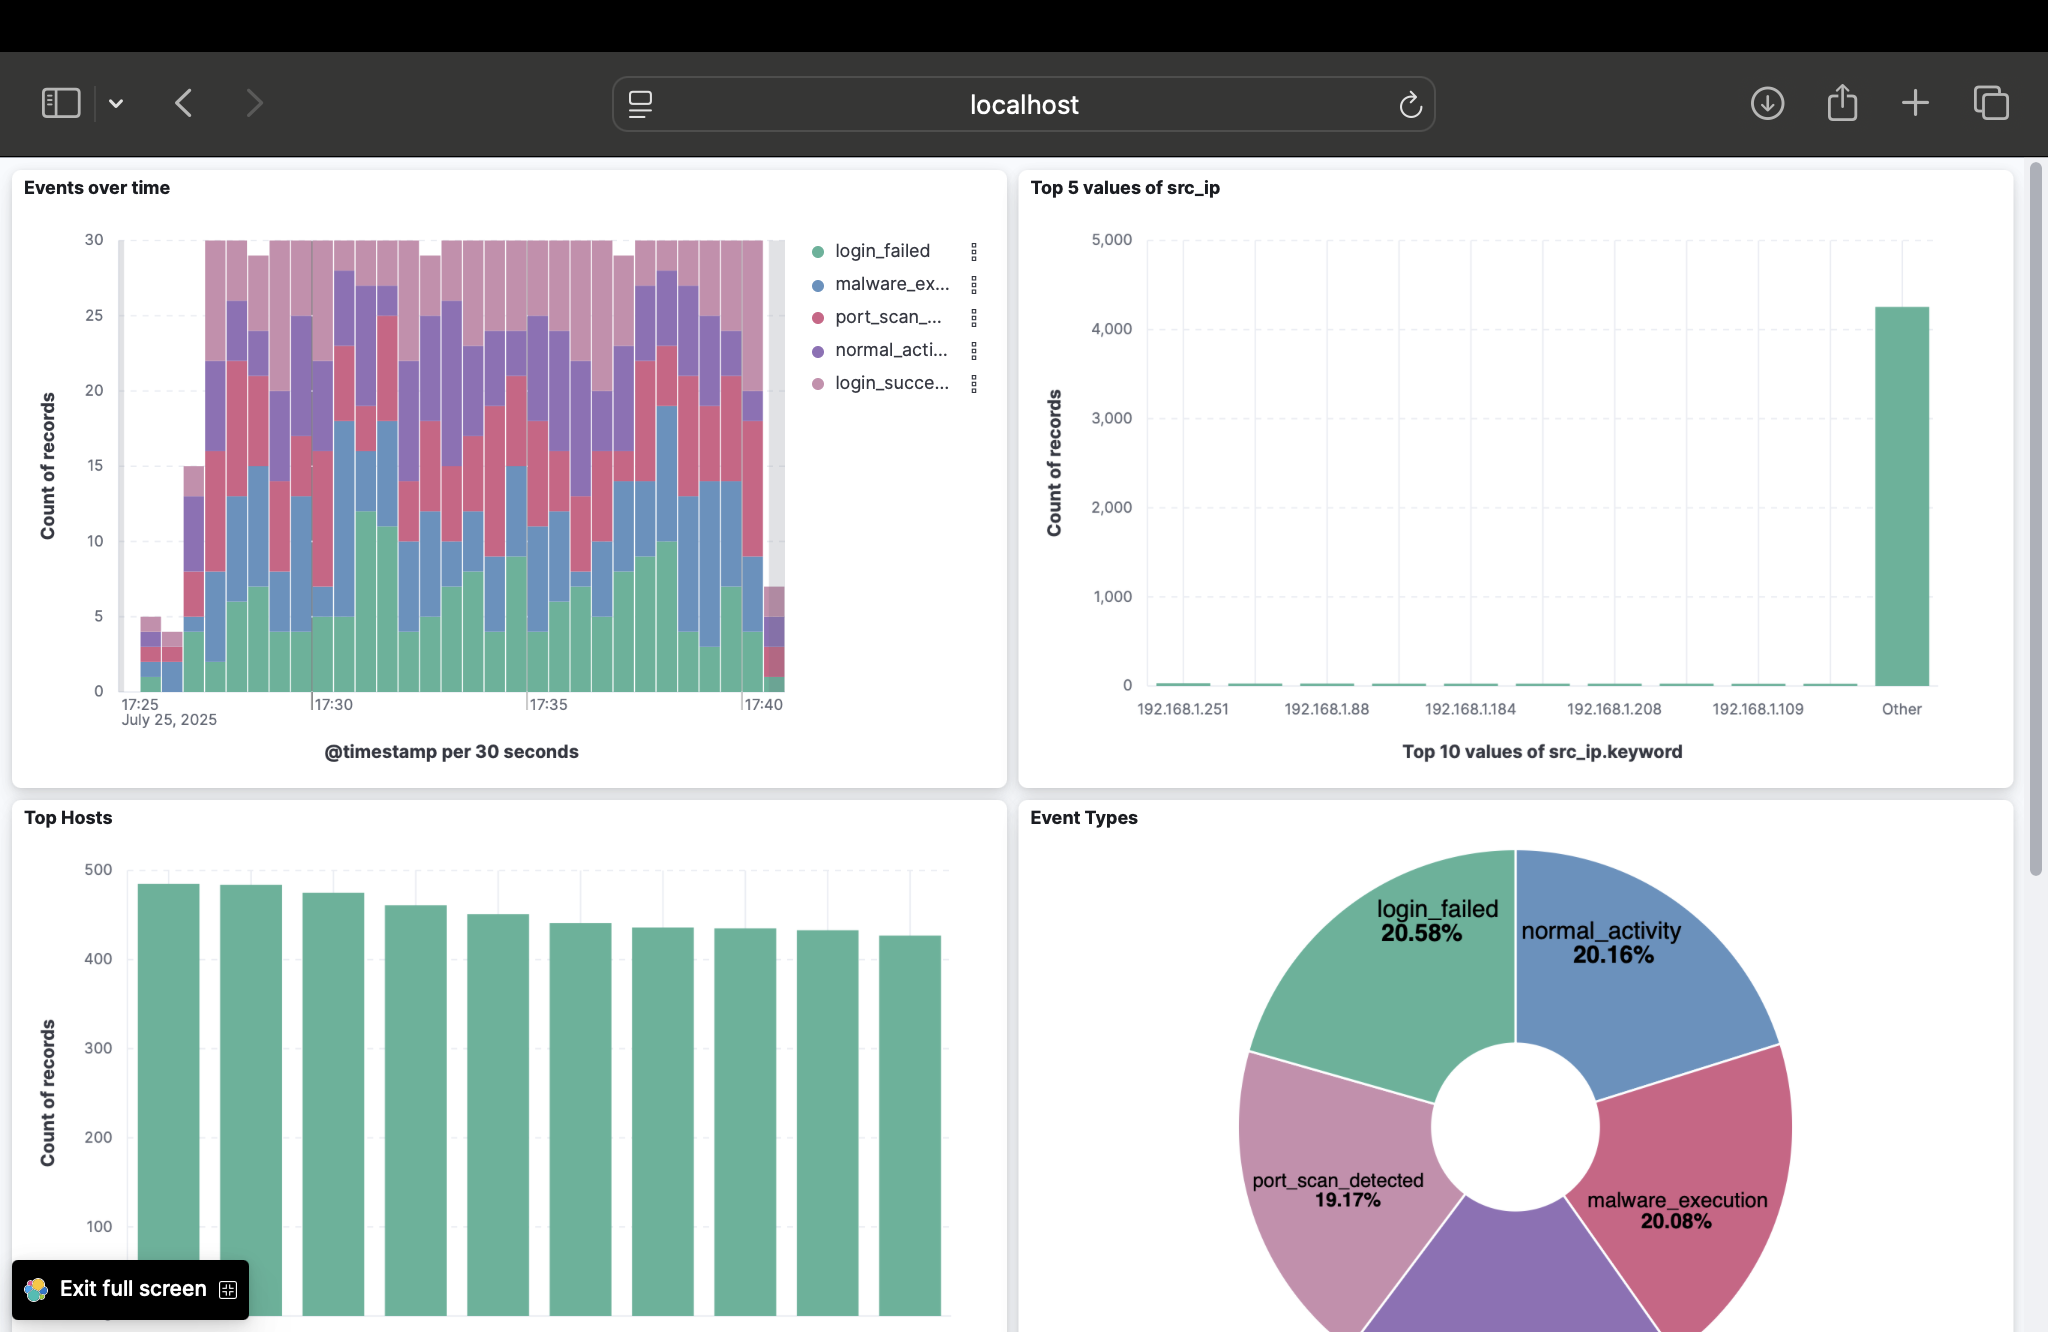 localhost
Events over time
30
25
20
15
10
5
0
Count of records
17:25
July 25, 2025
17:30
17:35
17:40
@timestamp per 30 seconds
login_failed
malware_ex...
port_scan_...
normal_acti...
login_succe...
Top 5 values of src_ip
5,000
4,000
3,000
2,000
1,000
0
Count of records
192.168.1.251
192.168.1.88
192.168.1.184
192.168.1.208
192.168.1.109
Other
Top 10 values of src_ip.keyword
Top Hosts
500
400
300
200
100
Count of records
Exit full screen
Event Types
login_failed
20.58%
normal_activity
20.16%
port_scan_detected
19.17%
malware_execution
20.08%